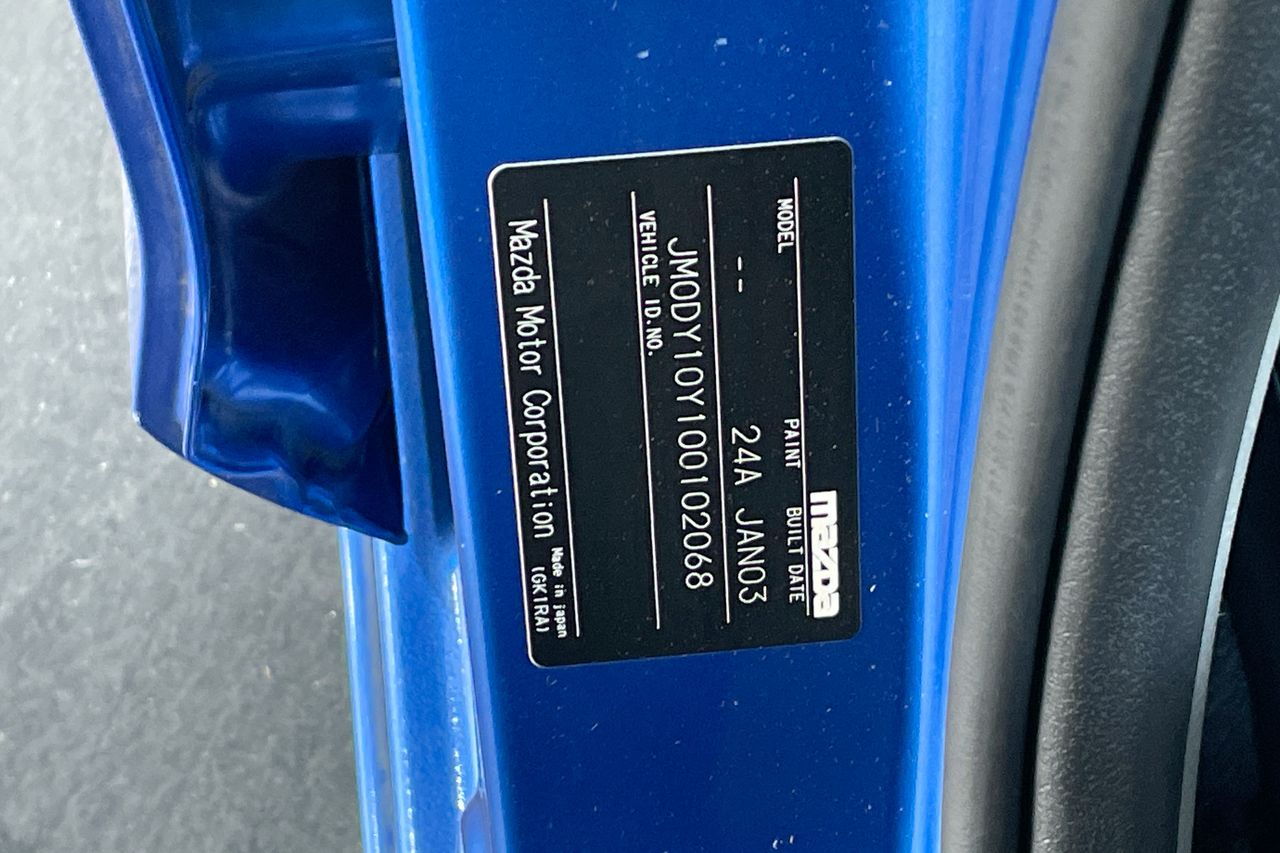 mazda
MODEL PAINT BUILT DATE
-- 24A JAN03
JM0DY10Y100102068
VEHICLE ID.NO.
Mazda Motor Corporation Made in japan
(GK1RA)